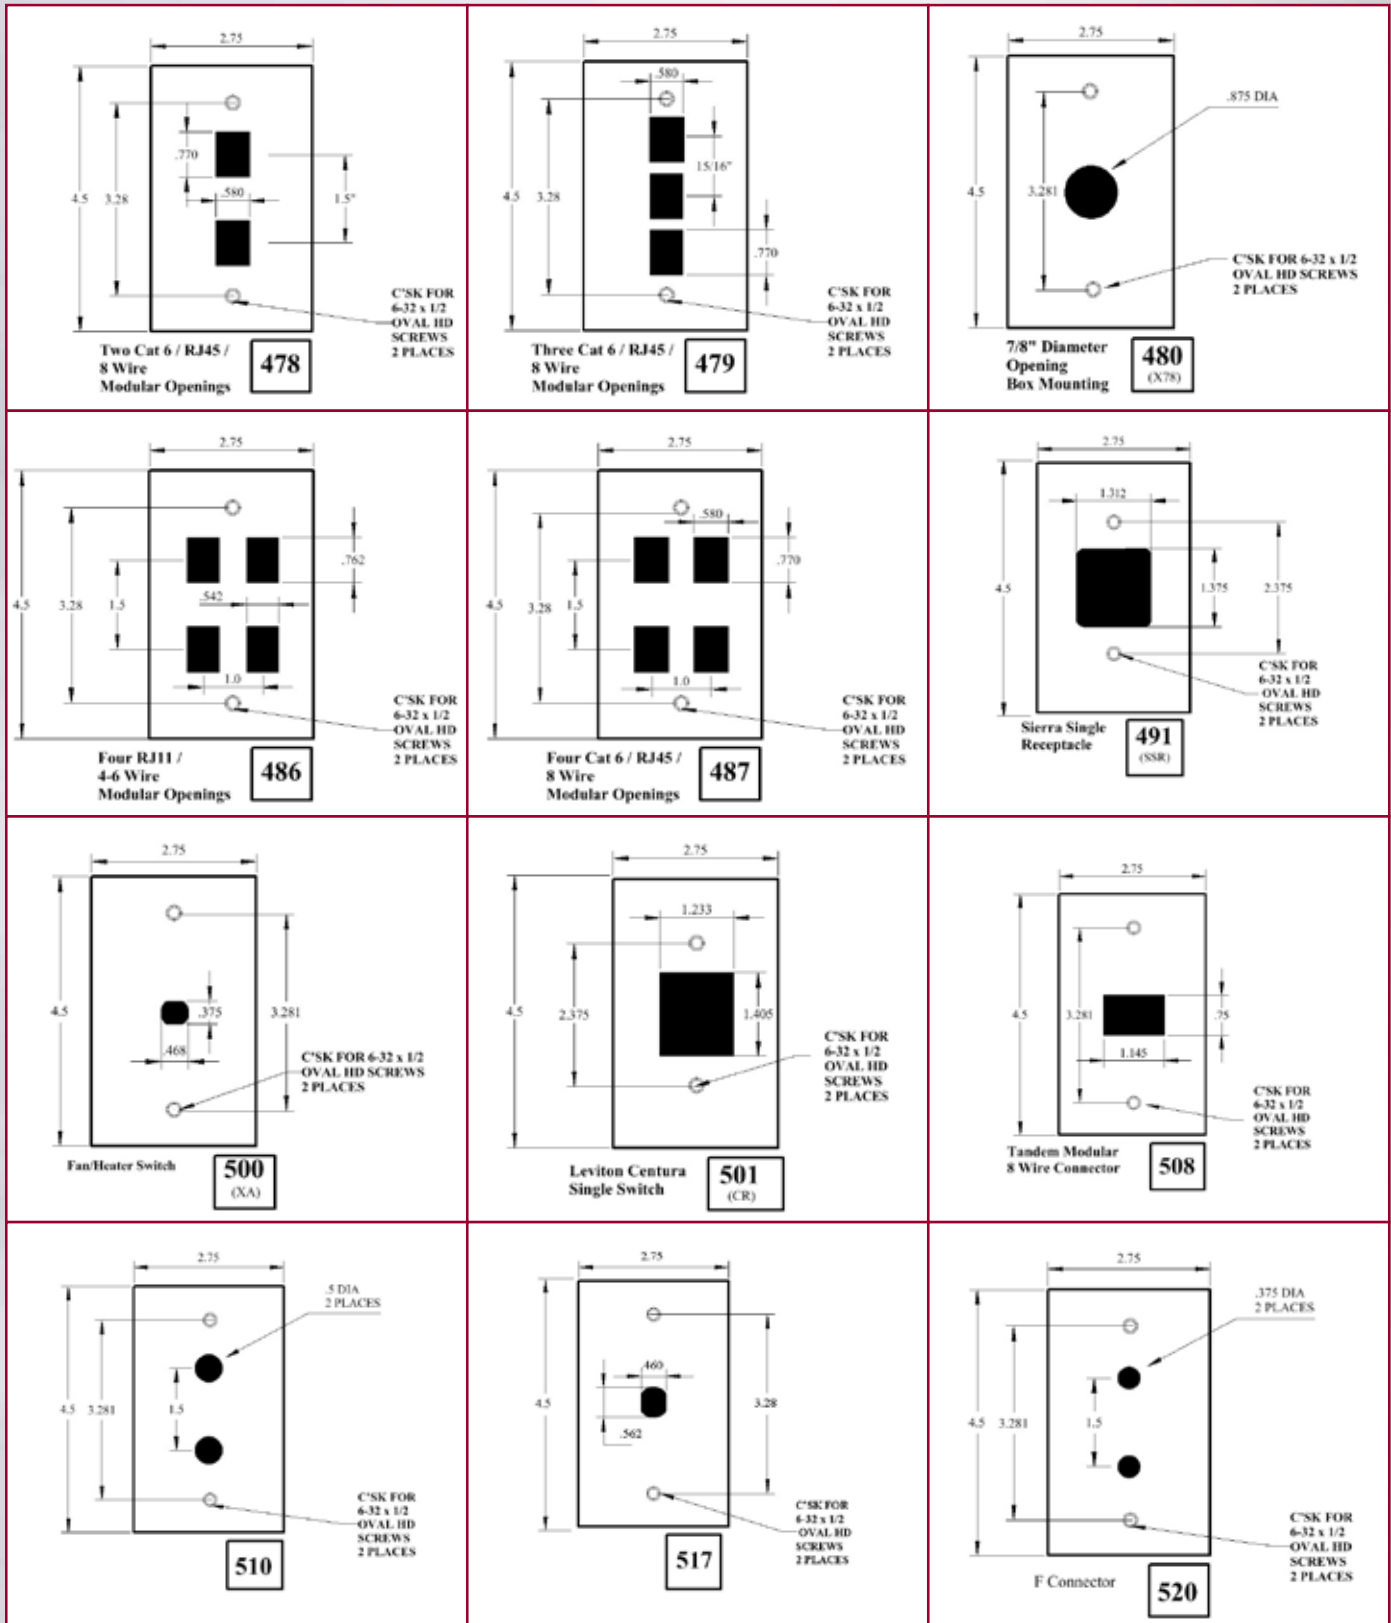 2.75
4.5
3.28
.770
.580
1.5"
C'SK FOR
6-32 x 1/2
OVAL HD
SCREWS
2 PLACES
Two Cat 6 / RJ45 /
8 Wire
Modular Openings
478
2.75
.580
4.5
3.28
15/16"
.770
C'SK FOR
6-32 x 1/2
OVAL HD
SCREWS
2 PLACES
Three Cat 6 / RJ45 /
8 Wire
Modular Openings
479
2.75
.875 DIA
4.5
3.281
C'SK FOR 6-32 x 1/2
OVAL HD SCREWS
2 PLACES
7/8" Diameter
Opening
Box Mounting
480
(X78)
2.75
4.5
3.28
1.5
.542
.762
1.0
C'SK FOR
6-32 x 1/2
OVAL HD
SCREWS
2 PLACES
Four RJ11 /
4-6 Wire
Modular Openings
486
2.75
.580
.770
4.5
3.28
1.5
1.0
C'SK FOR
6-32 x 1/2
OVAL HD
SCREWS
2 PLACES
Four Cat 6 / RJ45 /
8 Wire
Modular Openings
487
2.75
1.312
4.5
1.375
2.375
C'SK FOR
6-32 x 1/2
OVAL HD
SCREWS
2 PLACES
Sierra Single
Receptacle
491
(SSR)
2.75
4.5
.375
3.281
.468
C'SK FOR 6-32 x 1/2
OVAL HD SCREWS
2 PLACES
Fan/Heater Switch
500
(XA)
2.75
1.233
4.5
2.375
1.405
C'SK FOR
6-32 x 1/2
OVAL HD
SCREWS
2 PLACES
Leviton Centura
Single Switch
501
(CR)
2.75
4.5
3.281
.75
1.145
C'SK FOR
6-32 x 1/2
OVAL HD
SCREWS
2 PLACES
Tandem Modular
8 Wire Connector
508
2.75
.5 DIA
2 PLACES
4.5
3.281
1.5
C'SK FOR
6-32 x 1/2
OVAL HD
SCREWS
2 PLACES
510
2.75
.460
4.5
3.28
.562
C'SK FOR
6-32 x 1/2
OVAL HD
SCREWS
2 PLACES
517
2.75
.375 DIA
2 PLACES
4.5
3.281
1.5
C'SK FOR
6-32 x 1/2
OVAL HD
SCREWS
2 PLACES
F Connector
520